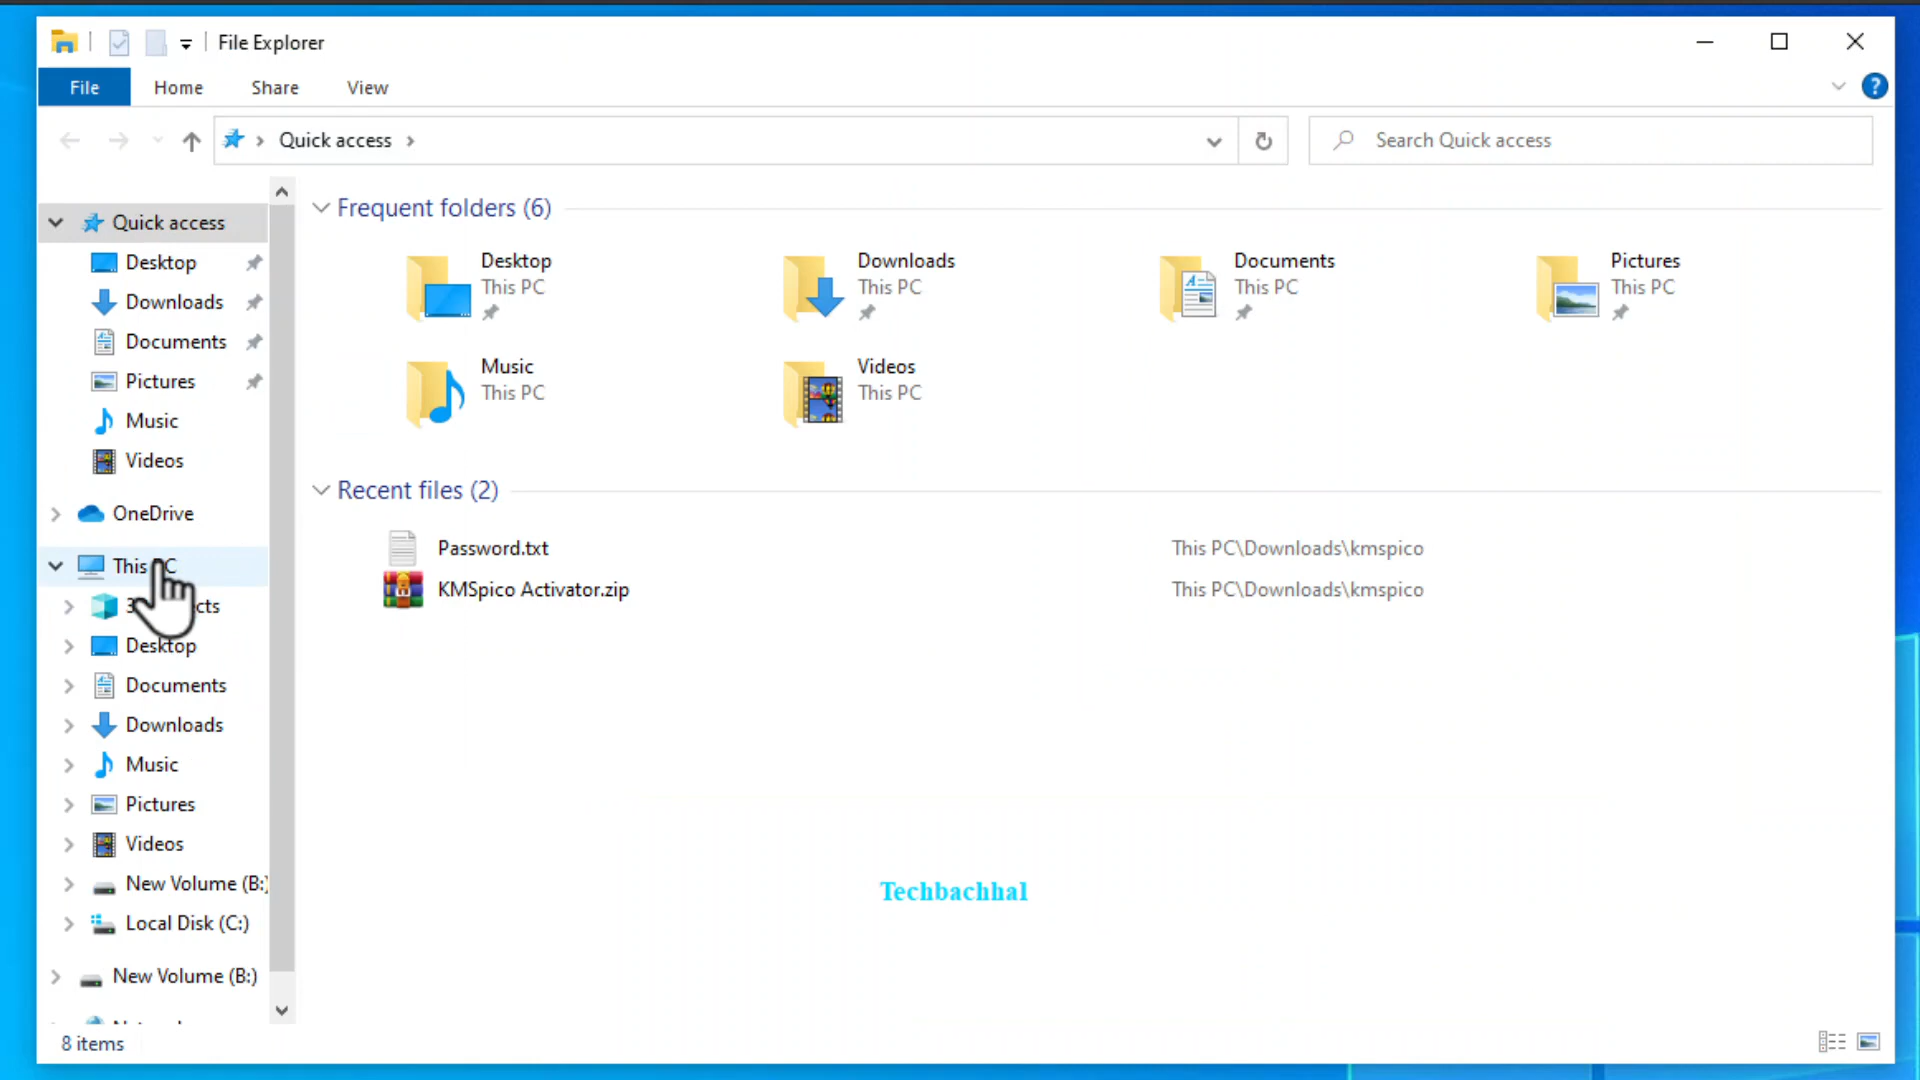 File Explorer
File Home Share View
Quick access
Search Quick access
Quick access
Desktop
Downloads
Documents
Pictures
Music
Videos
OneDrive
This PC
Desktop
Documents
Downloads
Music
Pictures
Videos
New Volume (B:)
Local Disk (C:)
New Volume (B:)
Frequent folders (6)
Desktop
This PC
Downloads
This PC
Documents
This PC
Pictures
This PC
Music
This PC
Videos
This PC
Recent files (2)
Password.txt This PC\Downloads\kmspico
KMSpico Activator.zip This PC\Downloads\kmspico
Techbachhal
8 items